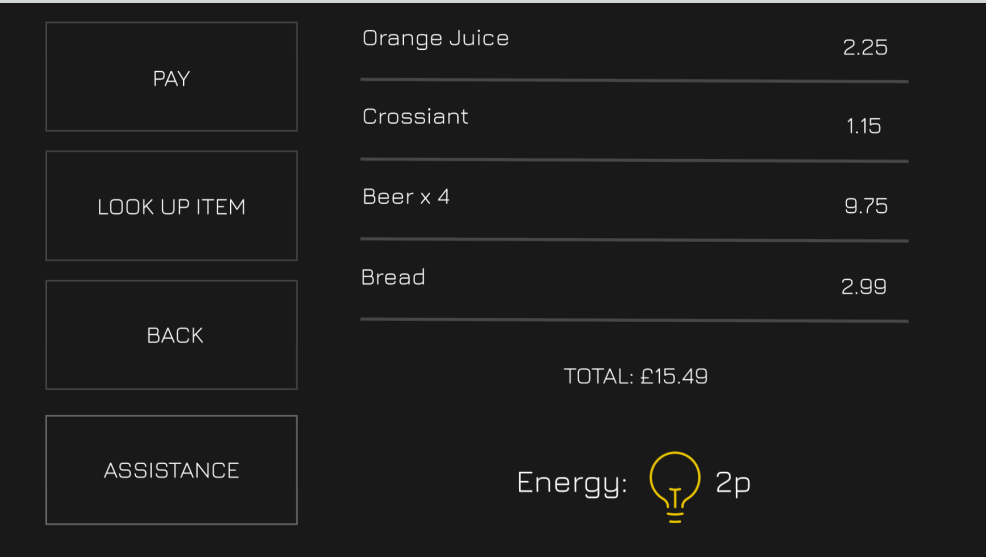 PAY
LOOK UP ITEM
BACK
ASSISTANCE
Orange Juice 2.25
Crossiant 1.15
Beer x 4 9.75
Bread 2.99
TOTAL: £15.49
Energy: 2p